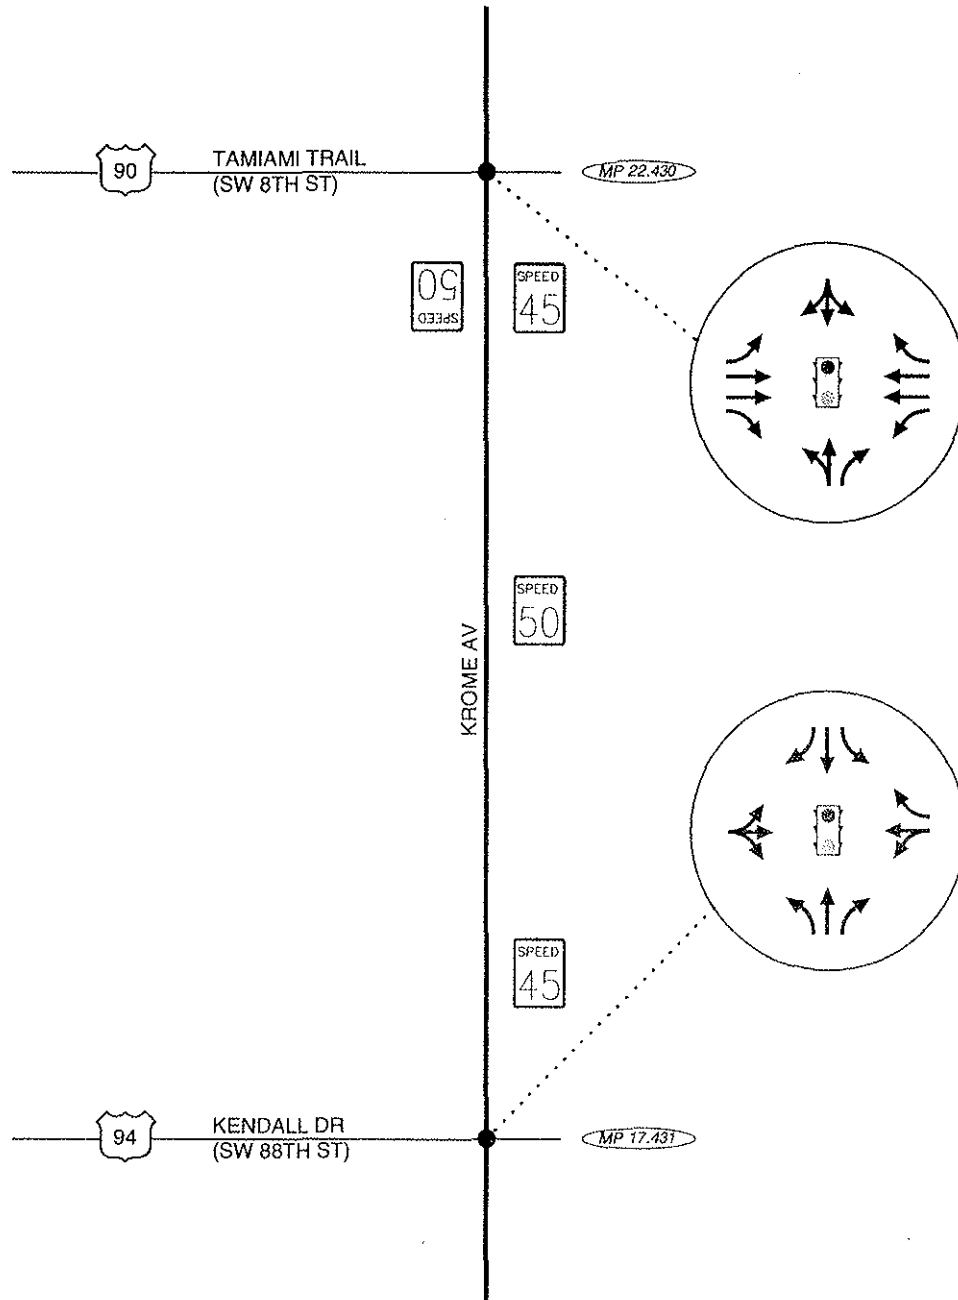 90
TAMIAMI TRAIL
(SW 8TH ST)
MP 22.430
SPEED
50
SPEED
45
SPEED
50
KROME AV
SPEED
45
94
KENDALL DR
(SW 88TH ST)
MP 17.431